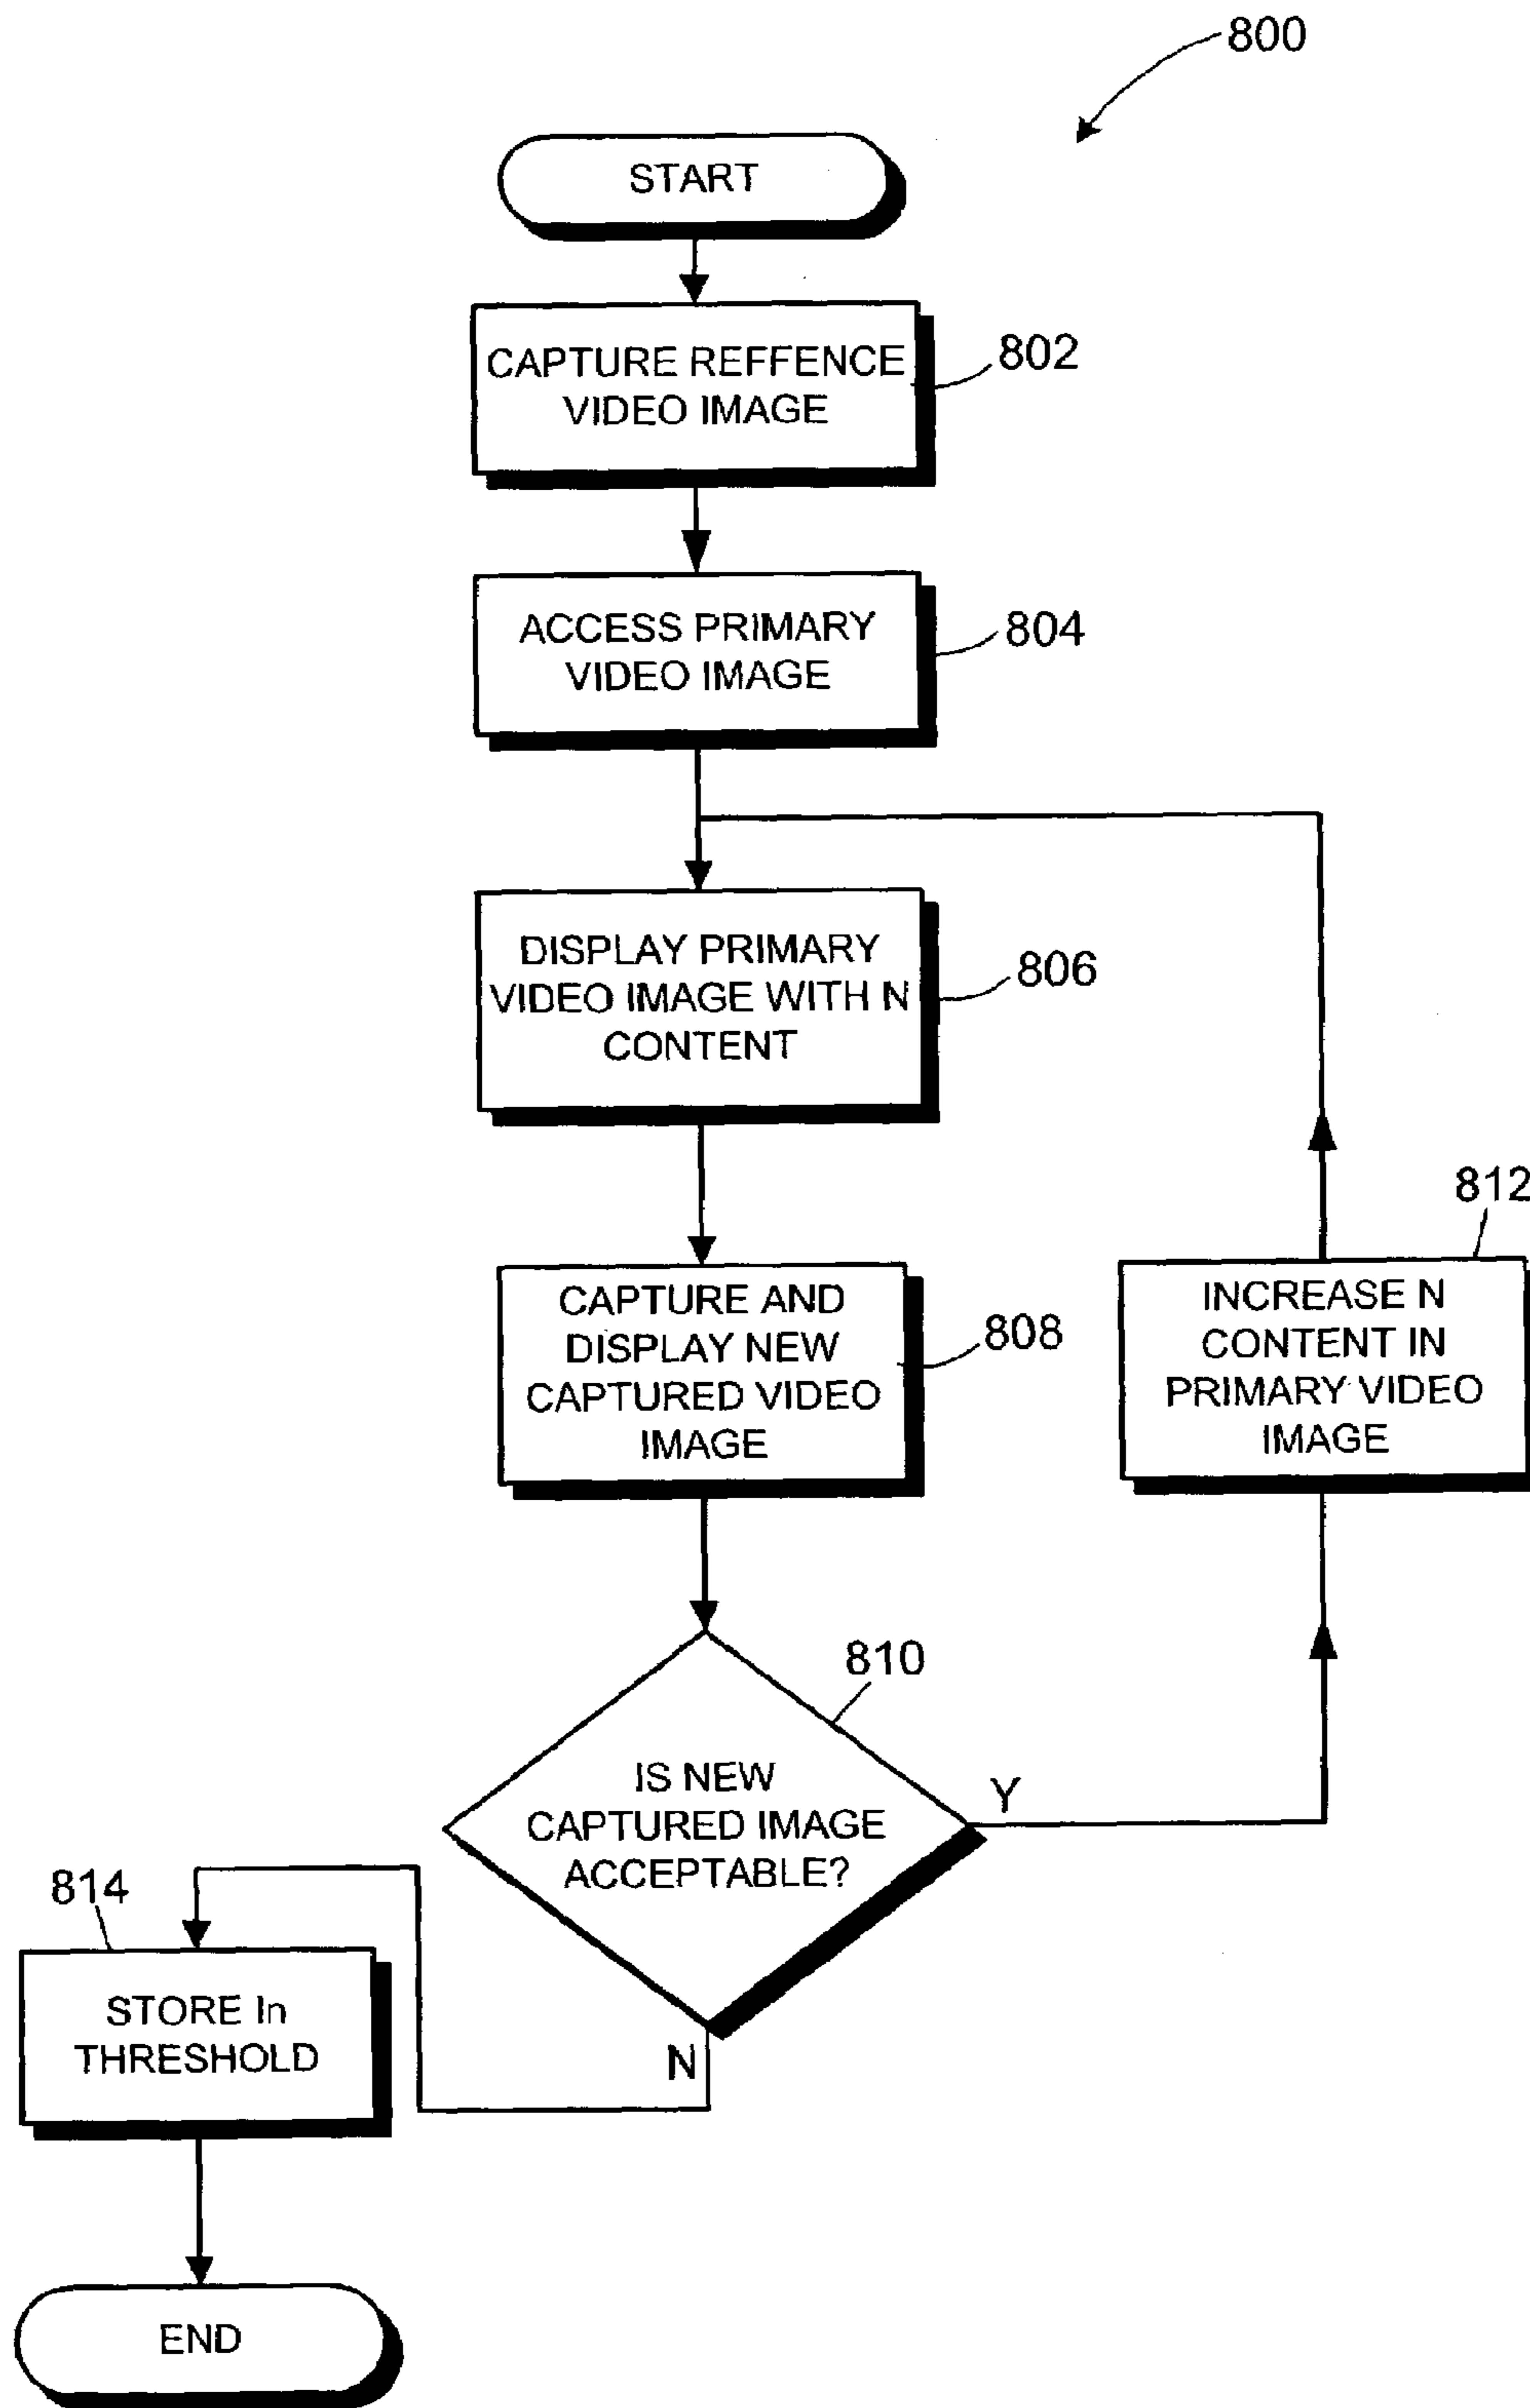 800
START
CAPTURE REFFENCE
VIDEO IMAGE
802
ACCESS PRIMARY
VIDEO IMAGE
804
DISPLAY PRIMARY
VIDEO IMAGE WITH N
CONTENT
806
CAPTURE AND
DISPLAY NEW
CAPTURED VIDEO
IMAGE
808
812
INCREASE N
CONTENT IN
PRIMARY VIDEO
IMAGE
810
IS NEW
CAPTURED IMAGE
ACCEPTABLE?
Y
N
814
STORE In
THRESHOLD
END